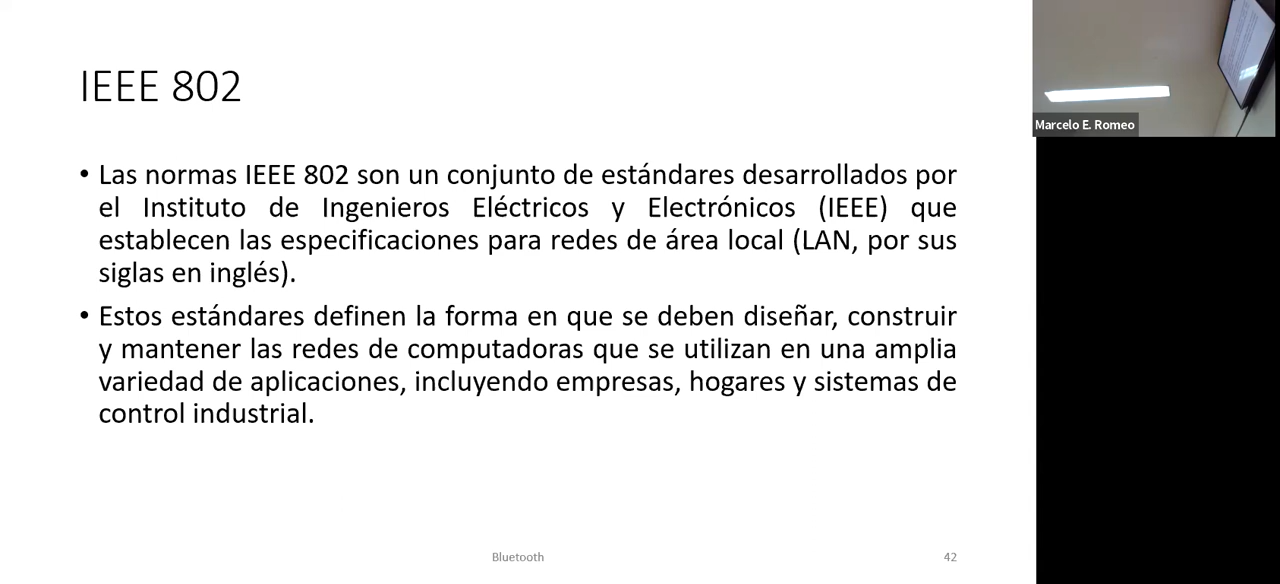 IEEE 802
Marcelo E. Romeo
• Las normas IEEE 802 son un conjunto de estándares desarrollados por
el Instituto de Ingenieros Eléctricos y Electrónicos (IEEE) que
establecen las especificaciones para redes de área local (LAN, por sus
siglas en inglés).
• Estos estándares definen la forma en que se deben diseñar, construir
y mantener las redes de computadoras que se utilizan en una amplia
variedad de aplicaciones, incluyendo empresas, hogares y sistemas de
control industrial.
Bluetooth
42